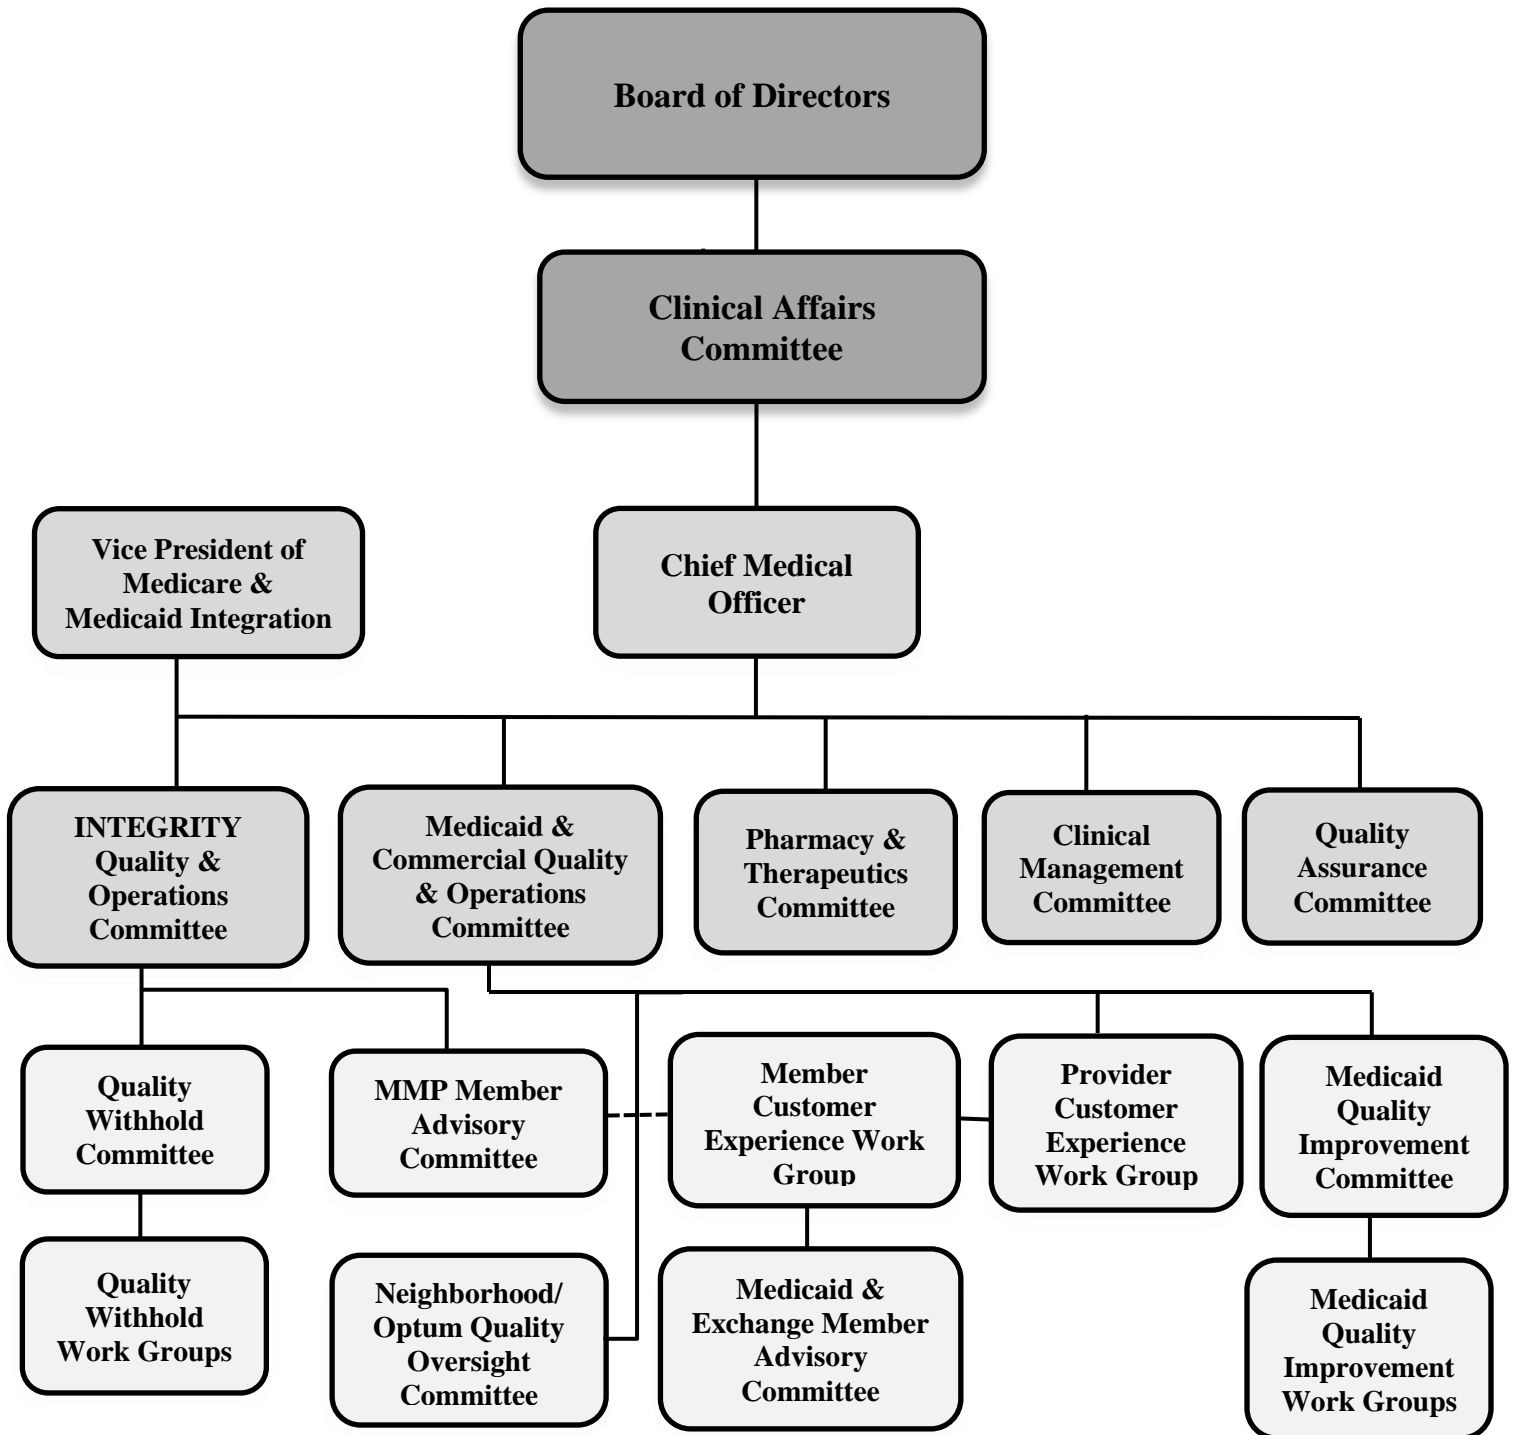 Board of Directors
Clinical Affairs
Committee
Vice President of
Medicare &
Medicaid Integration
Chief Medical
Officer
INTEGRITY
Quality &
Operations
Committee
Medicaid &
Commercial Quality
& Operations
Committee
Pharmacy &
Therapeutics
Committee
Clinical
Management
Committee
Quality
Assurance
Committee
Quality
Withhold
Committee
MMP Member
Advisory
Committee
Member
Customer
Experience Work
Group
Provider
Customer
Experience
Work Group
Medicaid
Quality
Improvement
Committee
Quality
Withhold
Work Groups
Neighborhood/
Optum Quality
Oversight
Committee
Medicaid &
Exchange Member
Advisory
Committee
Medicaid
Quality
Improvement
Work Groups